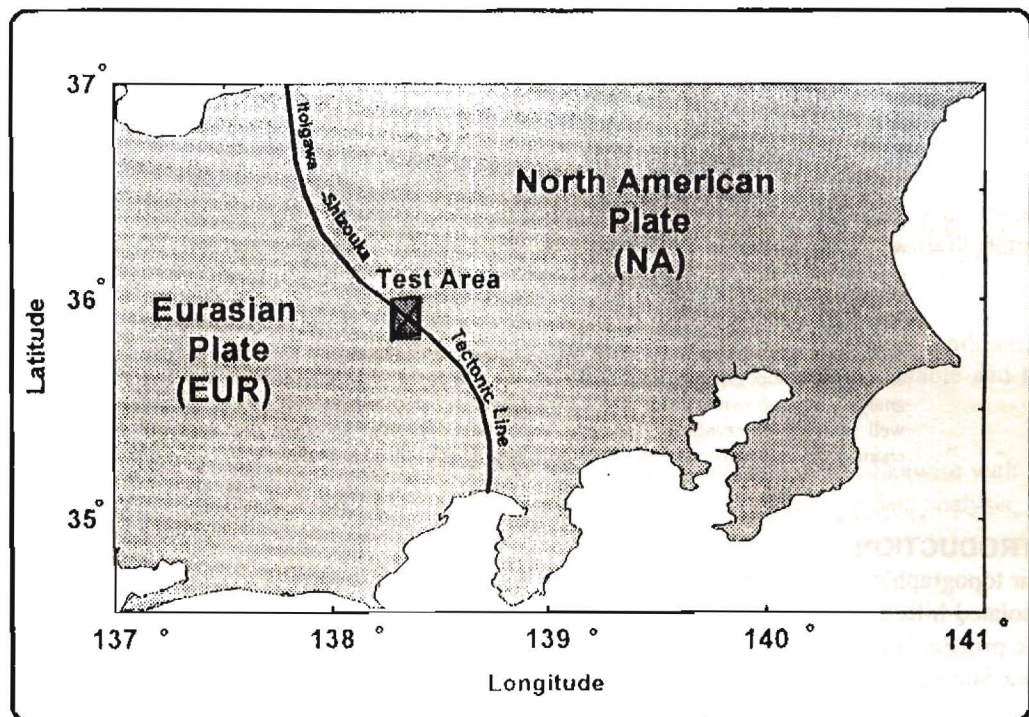 37°
36°
35°
Latitude
Itoigawa
-Shizouka
Tectonic Line
North American
Plate
(NA)
Test Area
Eurasian
Plate
(EUR)
137 °
138 °
139 °
140 °
141°
Longitude